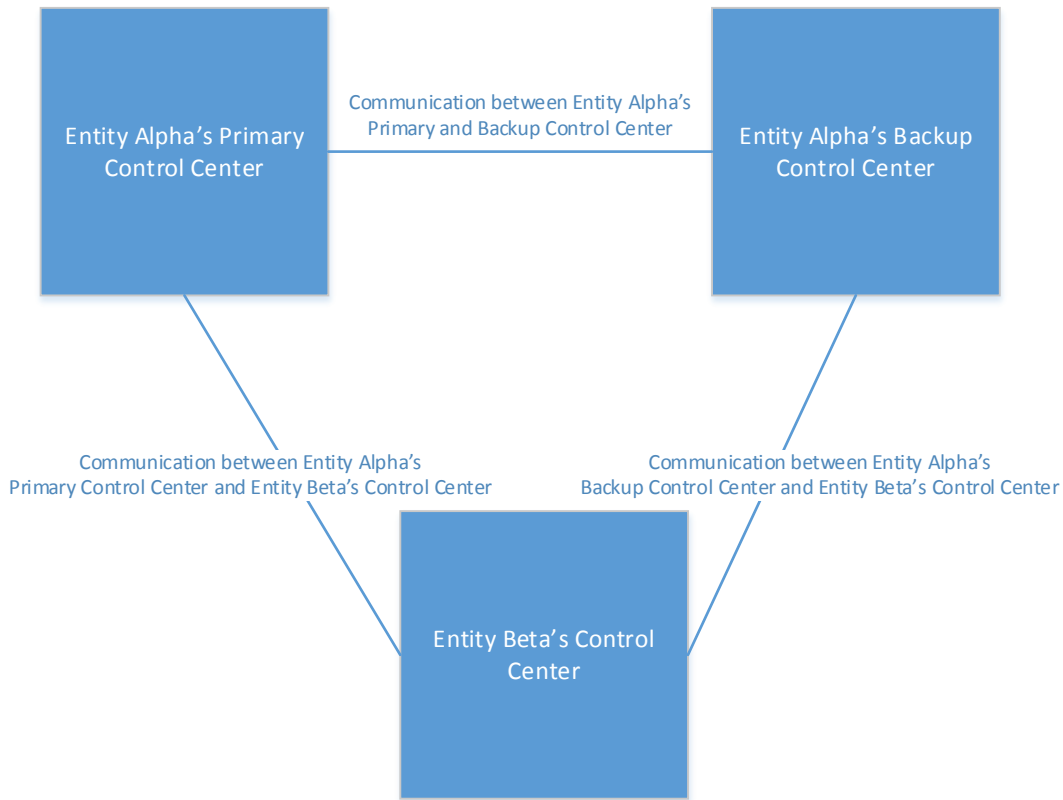 Communication between Entity Alpha’s
Primary and Backup Control Center
Entity Alpha’s Primary
Control Center
Entity Alpha’s Backup
Control Center
Communication between Entity Alpha’s
Primary Control Center and Entity Beta’s Control Center
Communication between Entity Alpha’s
Backup Control Center and Entity Beta’s Control Center
Entity Beta’s Control
Center